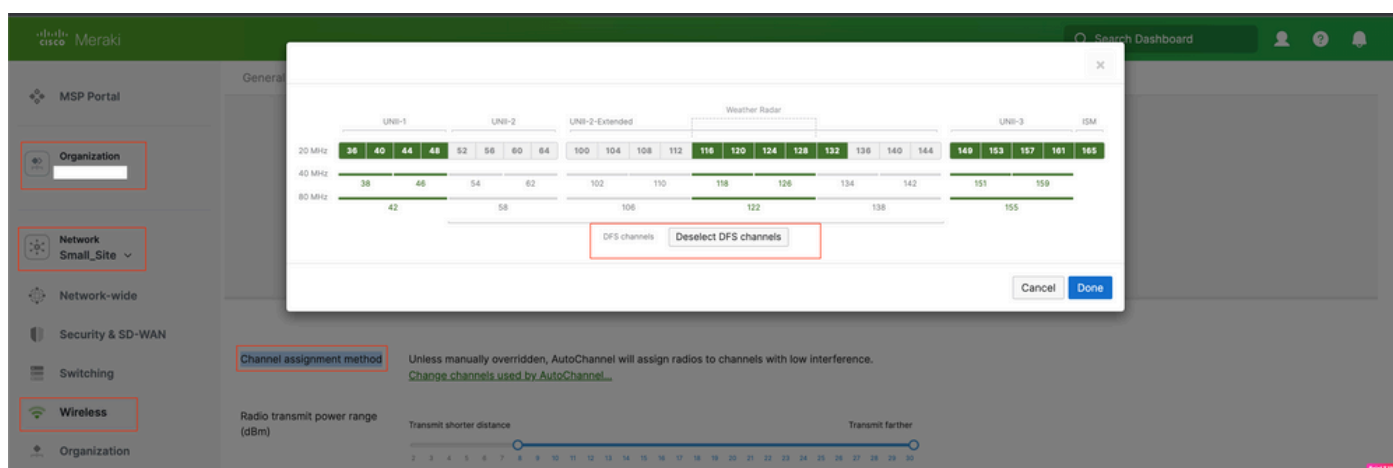 cisco Meraki
Search Dashboard
General
MSP Portal
Organization
Network
Small_Site
Network-wide
Security & SD-WAN
Switching
Wireless
Organization
×
Weather Radar
UNII-1 UNII-2 UNII-2-Extended UNII-3 ISM
20 MHz 36 40 44 48 52 56 60 64 100 104 108 112 116 120 124 128 132 136 140 144 149 153 157 161 165
40 MHz 38 46 54 62 102 110 118 126 134 142 151 159
80 MHz 42 58 106 122 138 155
DFS channels Deselect DFS channels
Cancel Done
Channel assignment method
Unless manually overridden, AutoChannel will assign radios to channels with low interference.
Change channels used by AutoChannel...
Radio transmit power range
(dBm)
Transmit shorter distance Transmit farther
2 3 4 5 6 7 8 9 10 11 12 13 14 15 16 17 18 19 20 21 22 23 24 25 26 27 28 29 30